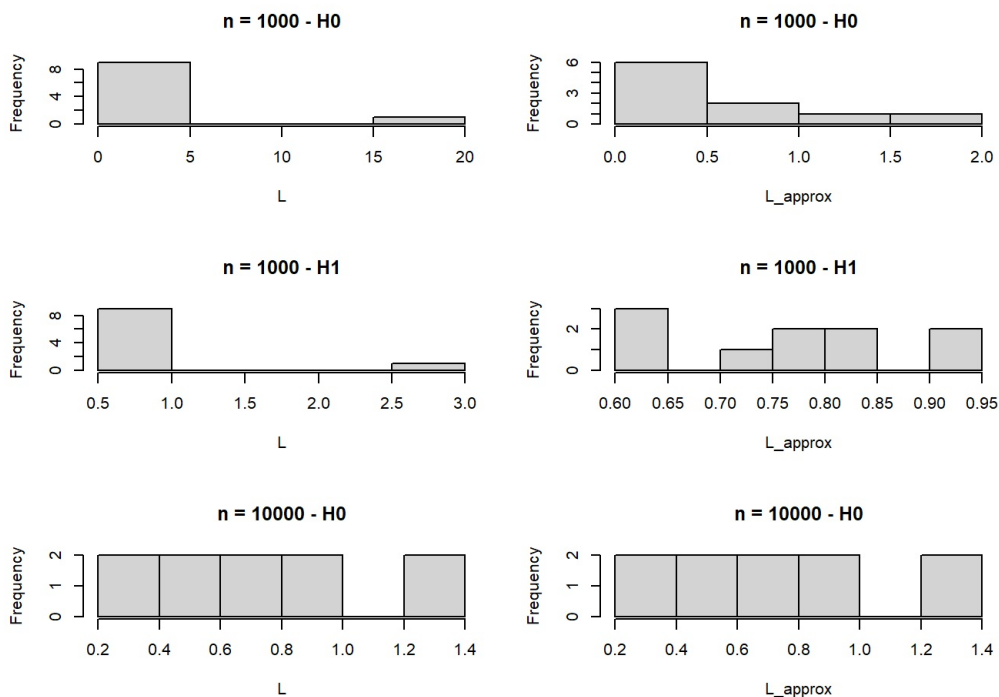 n = 1000 - H0
Frequency
0 4 8
0 5 10 15 20
L
n = 1000 - H0
Frequency
0 3 6
0.0 0.5 1.0 1.5 2.0
L_approx
n = 1000 - H1
Frequency
0 4 8
0.5 1.0 1.5 2.0 2.5 3.0
L
n = 1000 - H1
Frequency
0 2
0.60 0.65 0.70 0.75 0.80 0.85 0.90 0.95
L_approx
n = 10000 - H0
Frequency
0 1 2
0.2 0.4 0.6 0.8 1.0 1.2 1.4
L
n = 10000 - H0
Frequency
0 1 2
0.2 0.4 0.6 0.8 1.0 1.2 1.4
L_approx